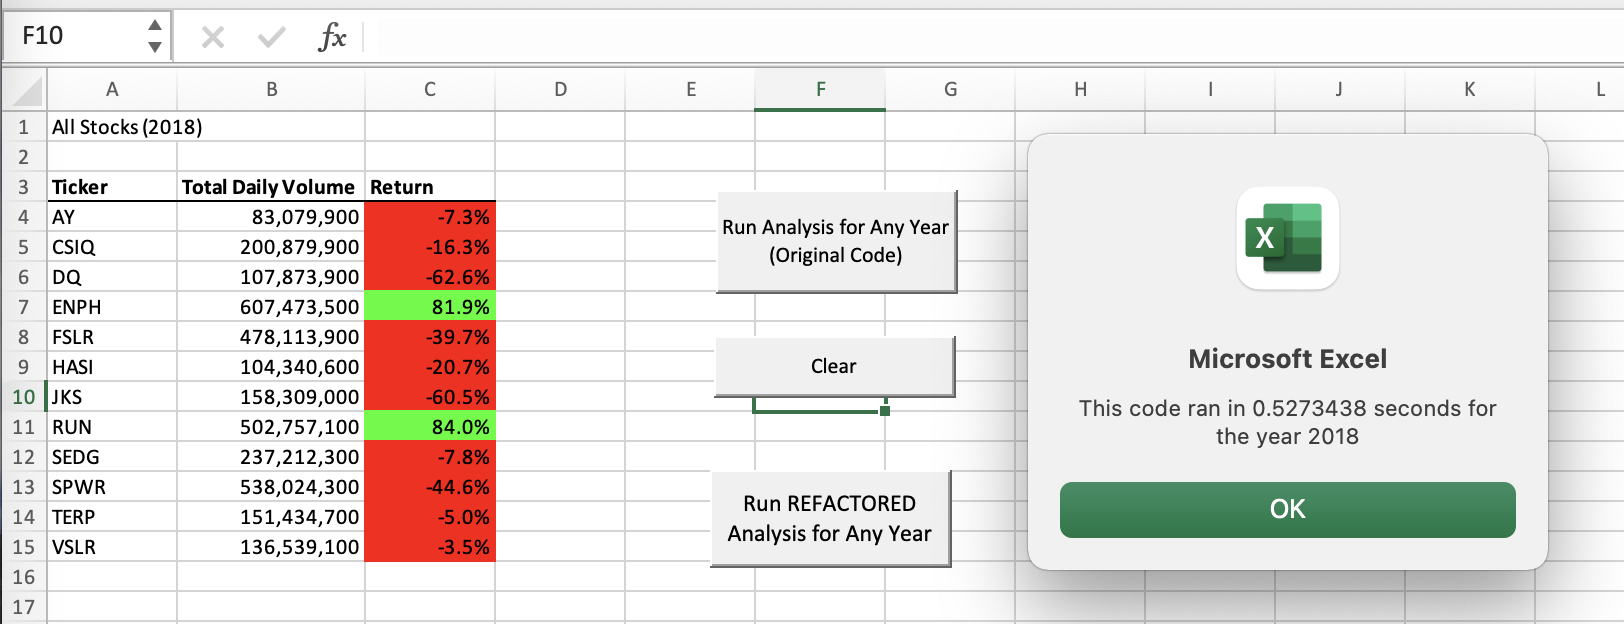 F10
fx
A B C D E F G H I J K L
1 All Stocks (2018)
2
3 Ticker Total Daily Volume Return
4 AY 83,079,900 -7.3%
5 CSIQ 200,879,900 -16.3%
6 DQ 107,873,900 -62.6%
7 ENPH 607,473,500 81.9%
8 FSLR 478,113,900 -39.7%
9 HASI 104,340,600 -20.7%
10 JKS 158,309,000 -60.5%
11 RUN 502,757,100 84.0%
12 SEDG 237,212,300 -7.8%
13 SPWR 538,024,300 -44.6%
14 TERP 151,434,700 -5.0%
15 VSLR 136,539,100 -3.5%
16
17
Run Analysis for Any Year
(Original Code)
Clear
Run REFACTORED
Analysis for Any Year
X
Microsoft Excel
This code ran in 0.5273438 seconds for
the year 2018
OK